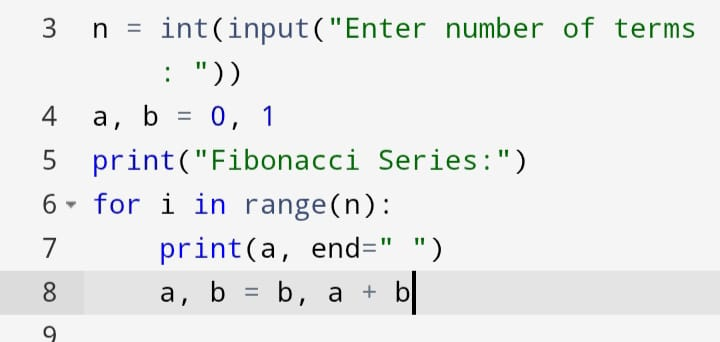 3 n = int(input("Enter number of terms
: "))
4 a, b = 0, 1
5 print("Fibonacci Series:")
6 for i in range(n):
7 print(a, end=" ")
8 a, b = b, a + b
9